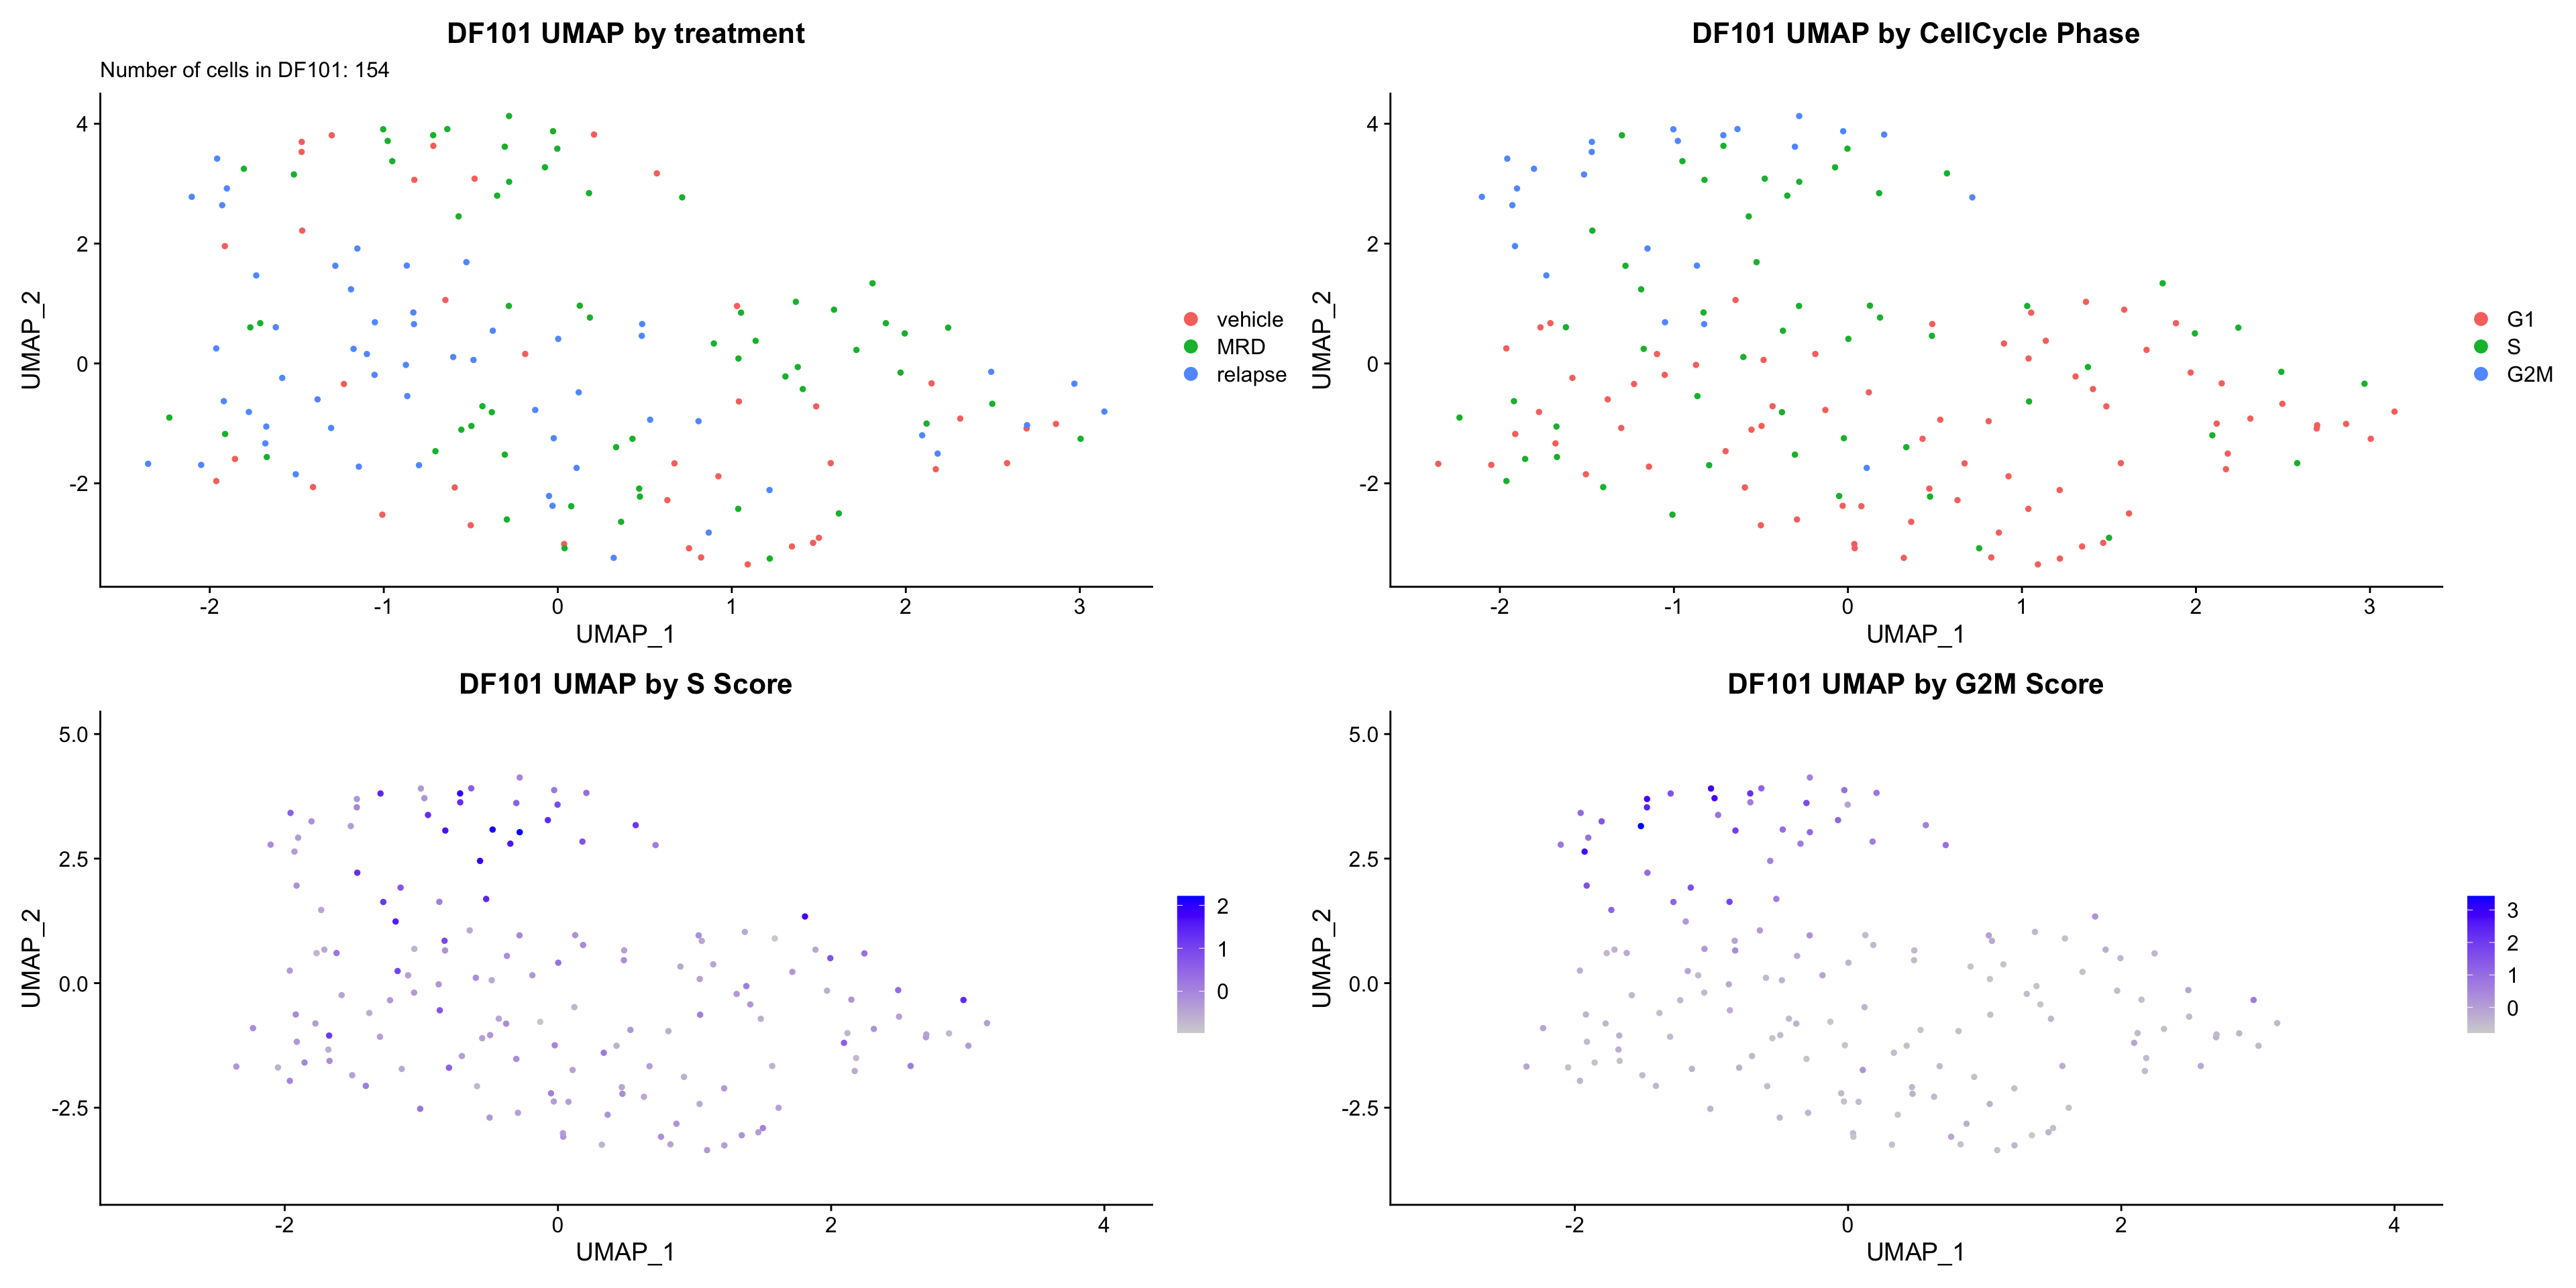 DF101 UMAP by treatment
Number of cells in DF101: 154
4
2
0
-2
UMAP_2
-2
-1
0
1
2
3
UMAP_1
vehicle
MRD
relapse
DF101 UMAP by CellCycle Phase
4
2
0
-2
UMAP_2
-2
-1
0
1
2
3
UMAP_1
G1
S
G2M
DF101 UMAP by S Score
5.0
2.5
0.0
-2.5
UMAP_2
-2
0
2
4
UMAP_1
2
1
0
DF101 UMAP by G2M Score
5.0
2.5
0.0
-2.5
UMAP_2
-2
0
2
4
UMAP_1
3
2
1
0